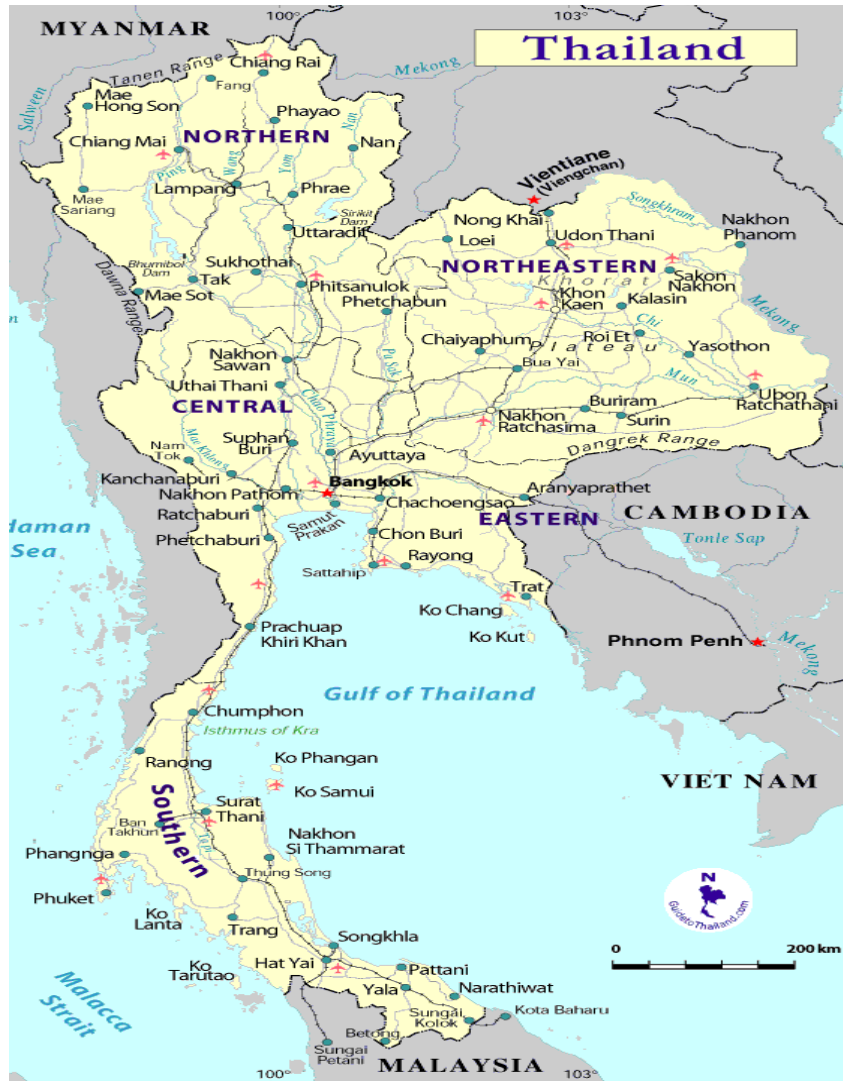 100°
103°
MYANMAR
Thailand
Tanen Range
Chiang Rai
Mekong
Fang
Mae
Hong Son
Salween
Phayao
Nan
NORTHERN
Chiang Mai
Nan
Ping
Wang
Yom
Lampang
Phrae
Mae
Sariang
Sirikit
Dam
Uttaradit
Vientiane
(Viengchan)
Songkhram
Nong Khai
Nakhon
Phanom
Loei
Udon Thani
Bhumibol
Dam
Sukhothai
NORTHEASTERN
Dawna Range
Tak
Phitsanulok
Khorat
Sakon
Nakhon
Mae Sot
Phetchabun
Khon
Kaen
Kalasin
Mekong
Chi
Chaiyaphum
Roi Et
Plateau
Yasothon
Nakhon
Sawan
Pa Sak
Bua Yai
Uthai Thani
Mun
CENTRAL
Chao Phraya
Ubon
Ratchathani
Buriram
Nakhon
Ratchasima
Surin
Suphan
Buri
Dangrek Range
Nam
Tok
Mae Khlong
Ayuttaya
Kanchanaburi
Bangkok
Aranyaprathet
Nakhon Pathom
Chachoengsao
Ratchaburi
Samut
Prakan
EASTERN
CAMBODIA
daman
Sea
Phetchaburi
Chon Buri
Tonle Sap
Rayong
Sattahip
Trat
Ko Chang
Prachuap
Khiri Khan
Ko Kut
Phnom Penh
Mekong
Gulf of Thailand
Chumphon
Isthmus of Kra
Ko Phangan
Ranong
VIET NAM
Ko Samui
Southern
Surat
Thani
Ban
Takhun
Tapi
Nakhon
Si Thammarat
Phangnga
Thung Song
N
GuidetoThailand.com
Phuket
Ko
Lanta
Trang
Songkhla
0
200 km
Hat Yai
Ko
Tarutao
Pattani
Malacca
Strait
Yala
Narathiwat
Sungai
Kolok
Kota Baharu
Betong
Sungai
Petani
MALAYSIA
100°
103°